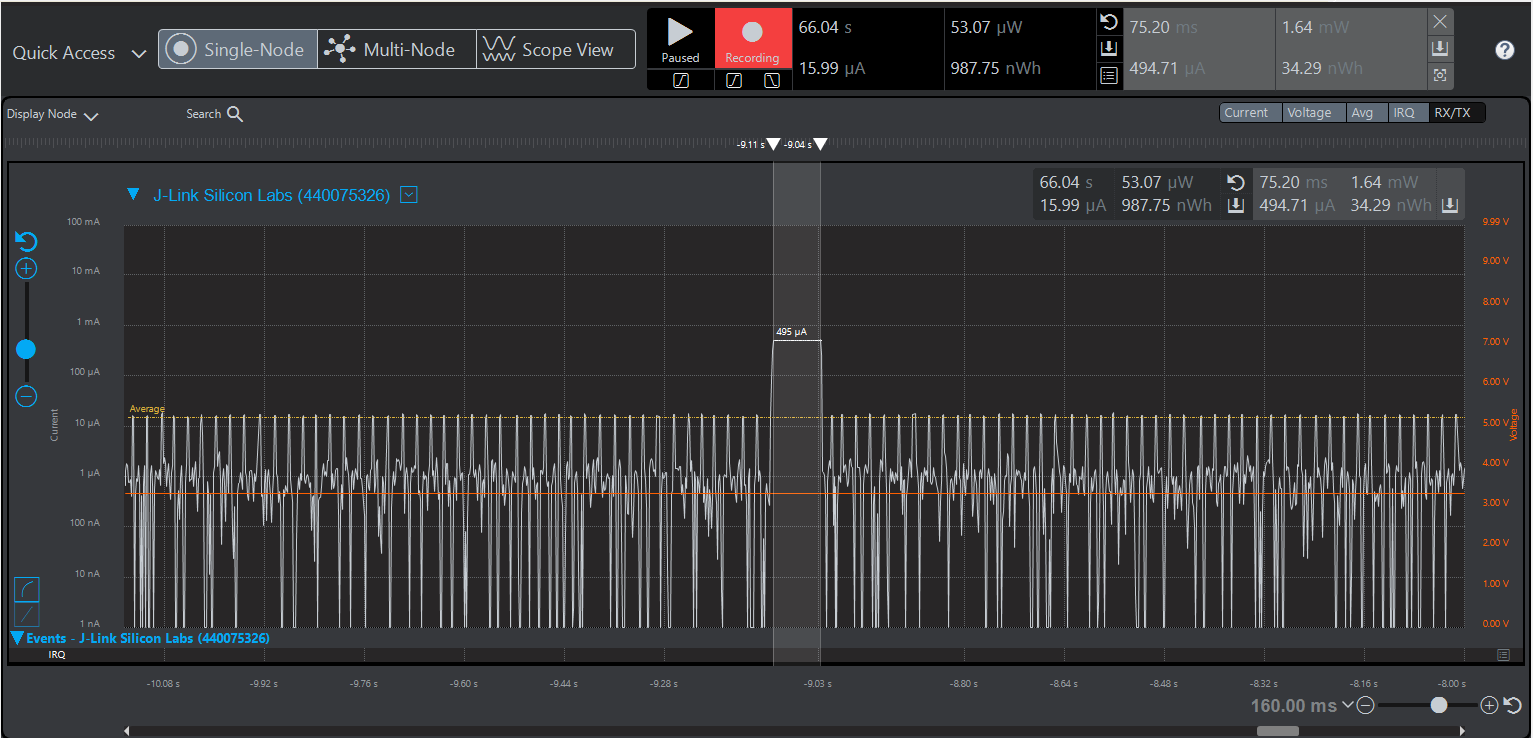 Quick Access
Single-Node
Multi-Node
Scope View
Paused
Recording
66.04 s
15.99 µA
53.07 µW
987.75 nWh
75.20 ms
494.71 µA
1.64 mW
34.29 nWh
?
Display Node
Search
Current
Voltage
Avg
IRQ
RX/TX
-9.11 s
-9.04 s
J-Link Silicon Labs (440075326)
66.04 s
15.99 µA
53.07 µW
987.75 nWh
75.20 ms
494.71 µA
1.64 mW
34.29 nWh
100 mA
10 mA
1 mA
100 µA
10 µA
1 µA
100 nA
10 nA
1 nA
Current
495 µA
Average
9.99 V
9.00 V
8.00 V
7.00 V
6.00 V
5.00 V
4.00 V
3.00 V
2.00 V
1.00 V
0.00 V
Voltage
Events - J-Link Silicon Labs (440075326)
IRQ
-10.08 s
-9.92 s
-9.76 s
-9.60 s
-9.44 s
-9.28 s
-9.03 s
-8.80 s
-8.64 s
-8.48 s
-8.32 s
-8.16 s
-8.00 s
160.00 ms